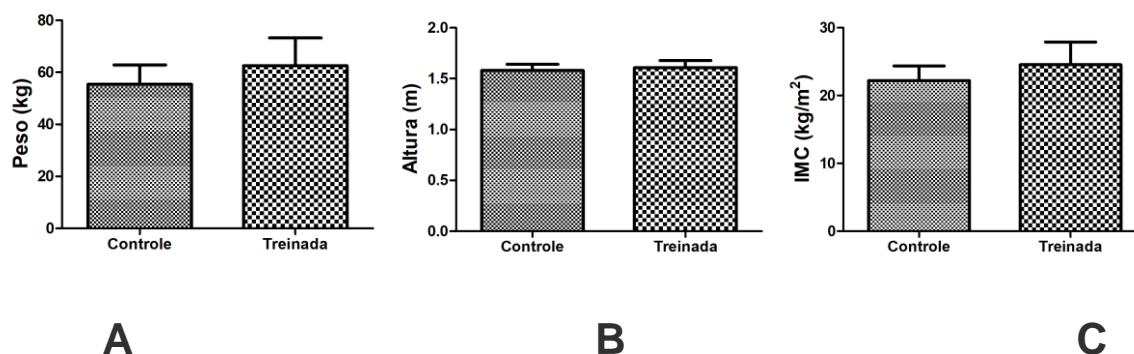 Peso (kg)
80
60
40
20
0
Controle
Treinada
Altura (m)
2.0
1.5
1.0
0.5
0.0
Controle
Treinada
IMC (kg/m²)
30
20
10
0
Controle
Treinada
A
B
C